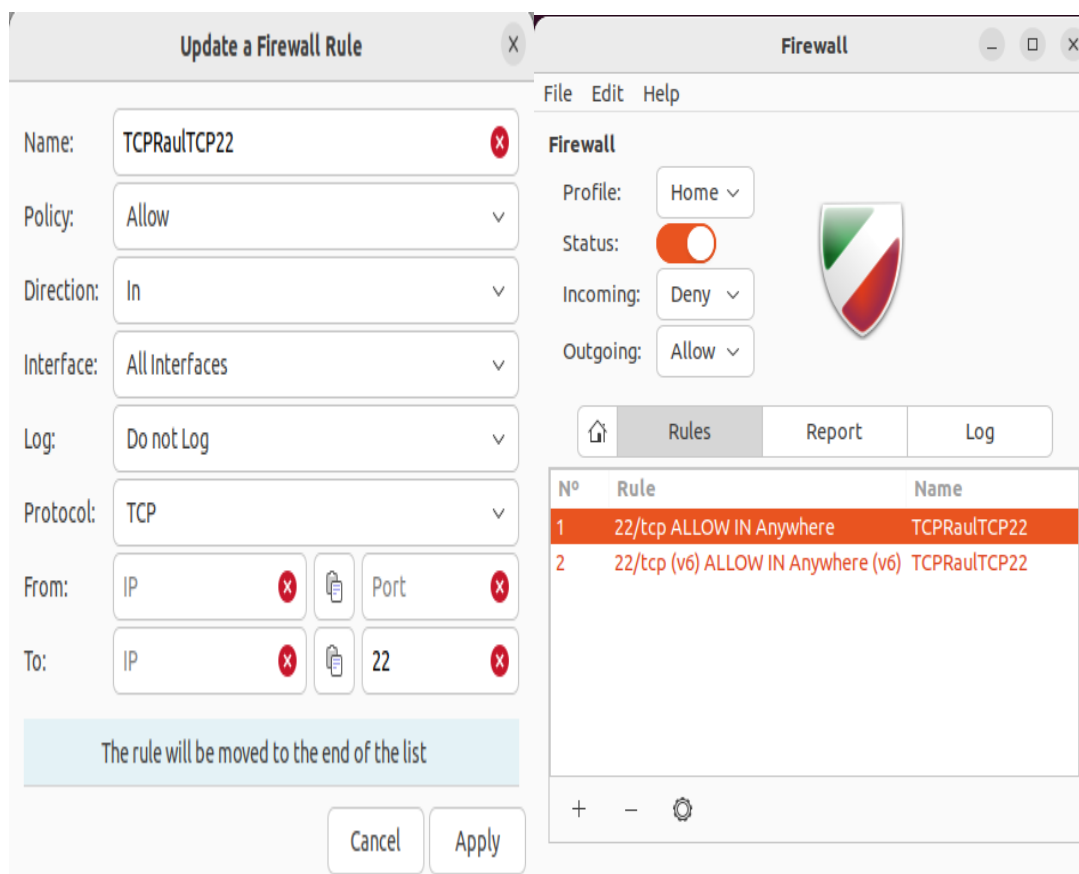 Update a Firewall Rule
Name: TCPRaulTCP22
Policy: Allow
Direction: In
Interface: All Interfaces
Log: Do not Log
Protocol: TCP
From: IP Port
To: IP 22
The rule will be moved to the end of the list
Cancel Apply
Firewall
File Edit Help
Firewall
Profile: Home
Status:
Incoming: Deny
Outgoing: Allow
Rules Report Log
Nº Rule Name
1 22/tcp ALLOW IN Anywhere TCPRaulTCP22
2 22/tcp (v6) ALLOW IN Anywhere (v6) TCPRaulTCP22